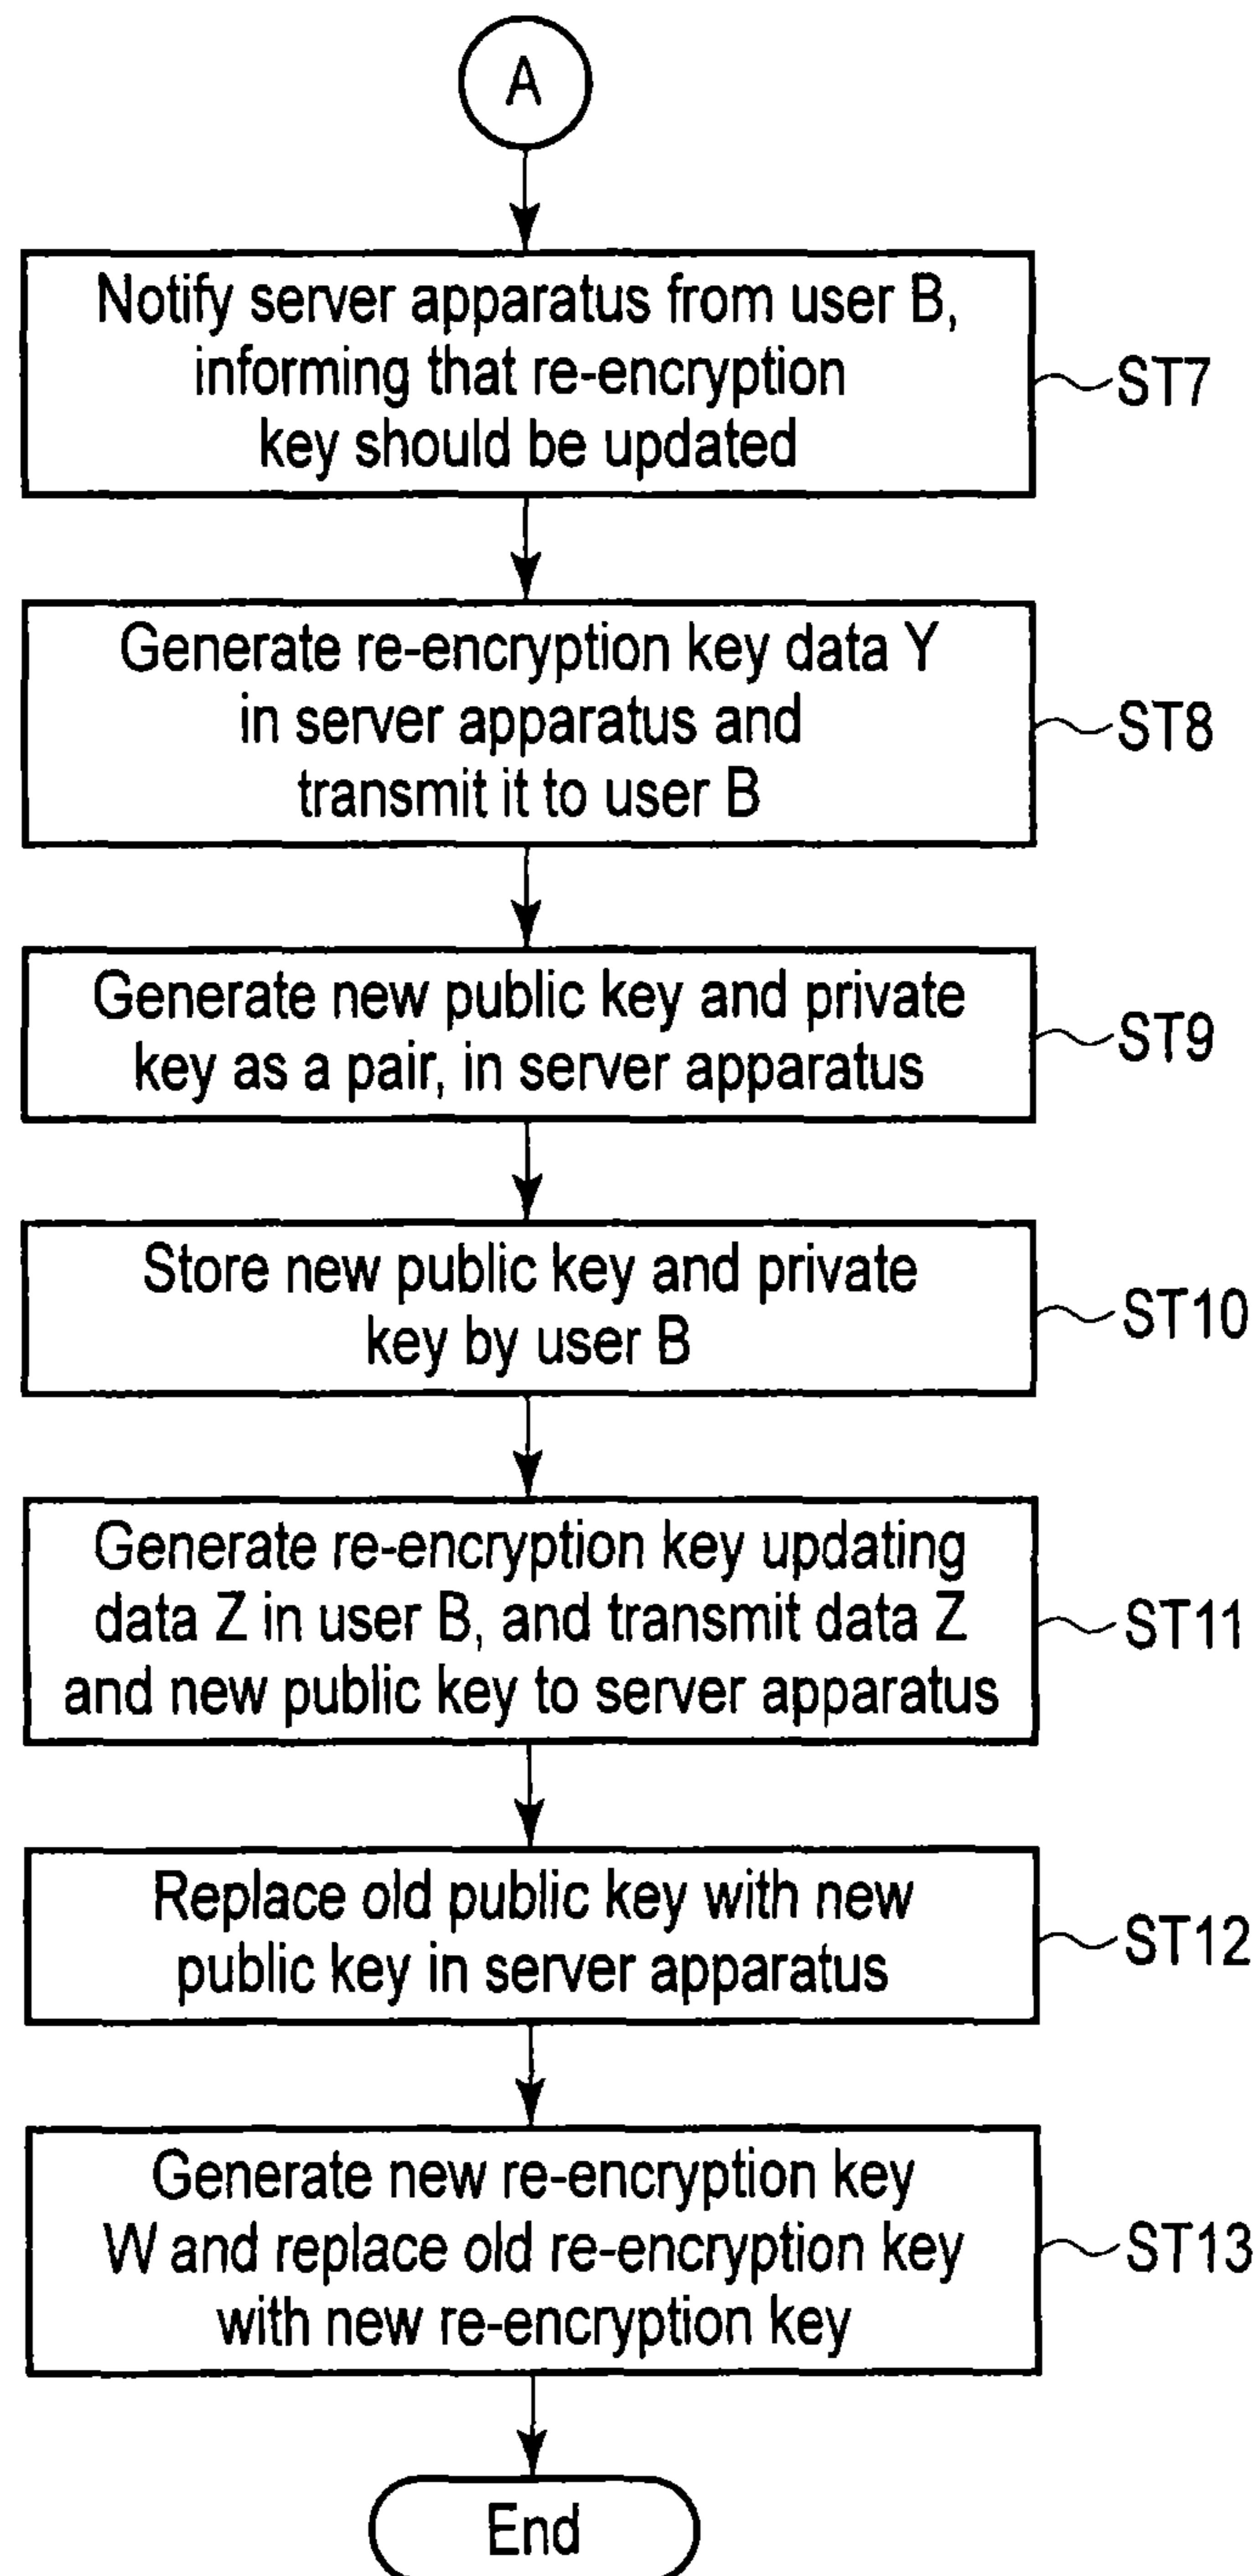 A
Notify server apparatus from user B,
informing that re-encryption
key should be updated
ST7
Generate re-encryption key data Y
in server apparatus and
transmit it to user B
ST8
Generate new public key and private
key as a pair, in server apparatus
ST9
Store new public key and private
key by user B
ST10
Generate re-encryption key updating
data Z in user B, and transmit data Z
and new public key to server apparatus
ST11
Replace old public key with new
public key in server apparatus
ST12
Generate new re-encryption key
W and replace old re-encryption key
with new re-encryption key
ST13
End